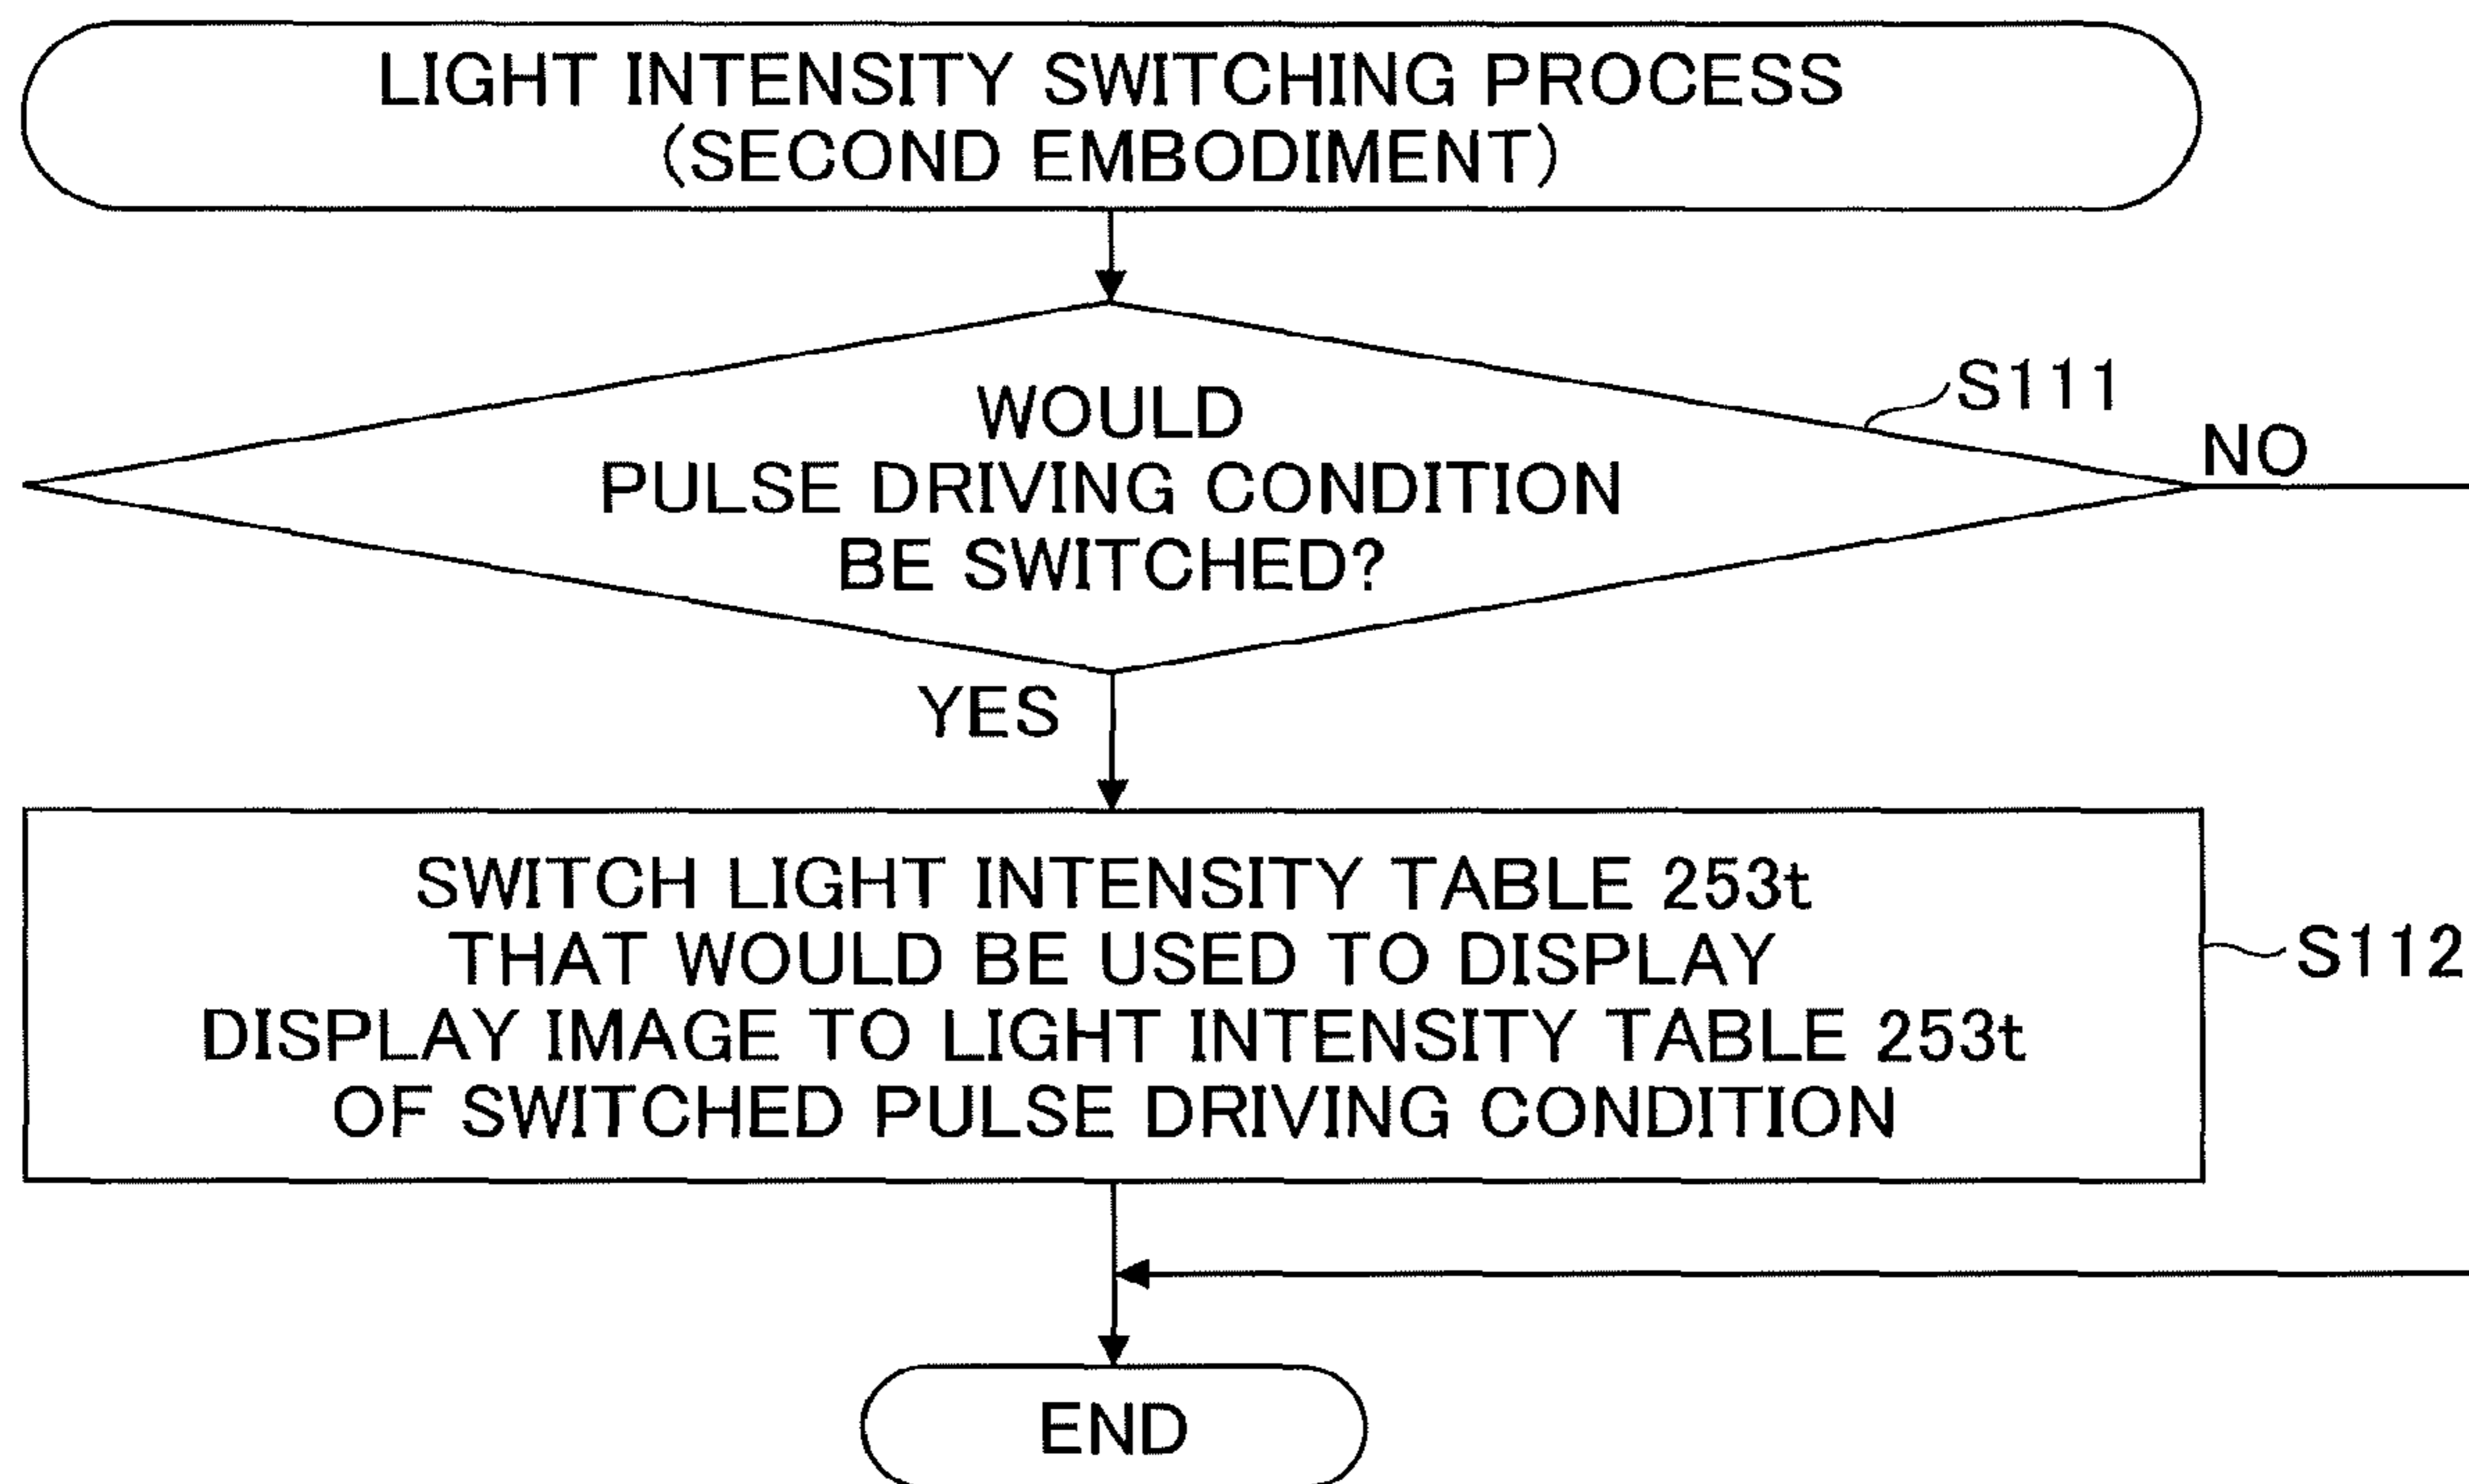 LIGHT INTENSITY SWITCHING PROCESS
(SECOND EMBODIMENT)
S111
WOULD
PULSE DRIVING CONDITION
BE SWITCHED?
NO
YES
SWITCH LIGHT INTENSITY TABLE 253t
THAT WOULD BE USED TO DISPLAY
DISPLAY IMAGE TO LIGHT INTENSITY TABLE 253t
OF SWITCHED PULSE DRIVING CONDITION
S112
END